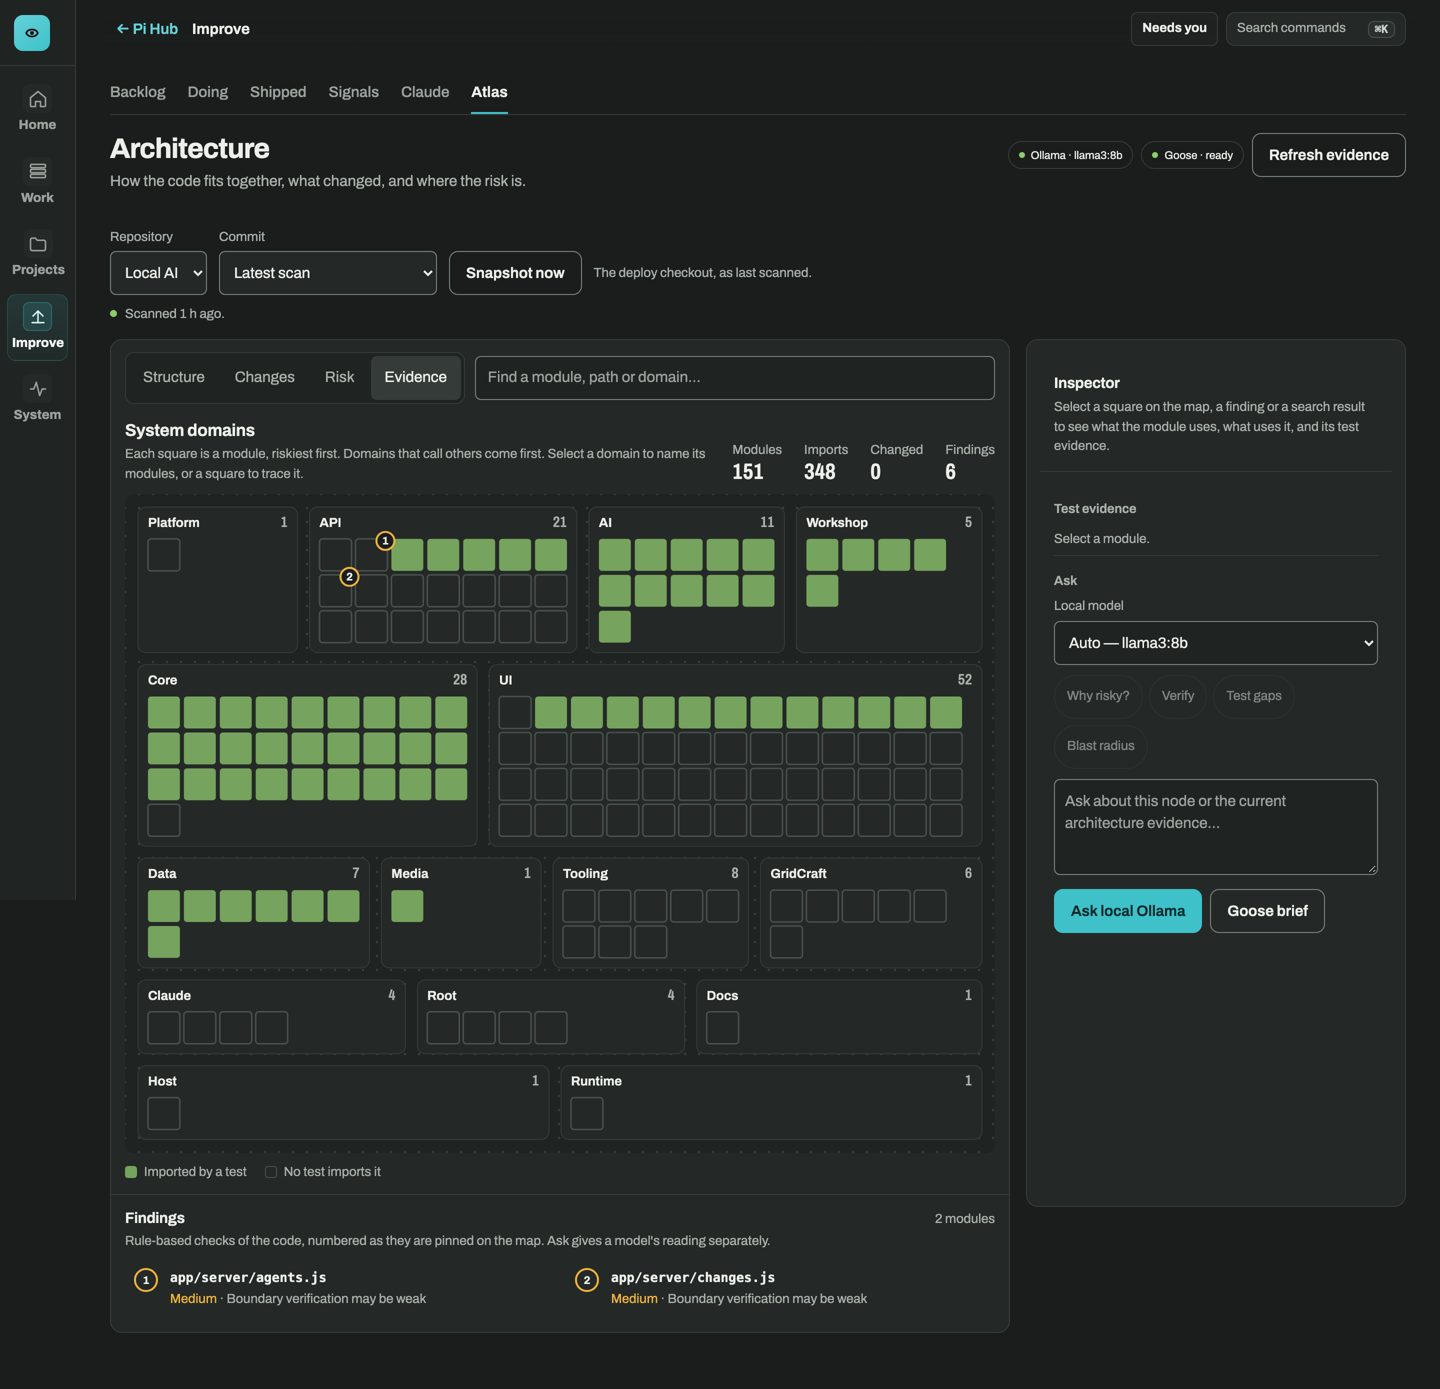 ← Pi Hub Improve
Needs you
Search commands ⌘K
Home
Work
Projects
Improve
System
Backlog Doing Shipped Signals Claude Atlas
Architecture
How the code fits together, what changed, and where the risk is.
Ollama · llama3:8b
Goose · ready
Refresh evidence
Repository
Commit
Local AI
Latest scan
Snapshot now
The deploy checkout, as last scanned.
Scanned 1 h ago.
Structure Changes Risk Evidence
Find a module, path or domain...
System domains
Each square is a module, riskiest first. Domains that call others come first. Select a domain to name its
modules, or a square to trace it.
Modules Imports Changed Findings
151 348 0 6
Platform 1
API 21
1
2
AI 11
Workshop 5
Core 28
UI 52
Data 7
Media 1
Tooling 8
GridCraft 6
Claude 4
Root 4
Docs 1
Host 1
Runtime 1
Imported by a test
No test imports it
Findings
2 modules
Rule-based checks of the code, numbered as they are pinned on the map. Ask gives a model's reading separately.
1 app/server/agents.js
Medium · Boundary verification may be weak
2 app/server/changes.js
Medium · Boundary verification may be weak
Inspector
Select a square on the map, a finding or a search result
to see what the module uses, what uses it, and its test
evidence.
Test evidence
Select a module.
Ask
Local model
Auto — llama3:8b
Why risky? Verify Test gaps
Blast radius
Ask about this node or the current
architecture evidence...
Ask local Ollama
Goose brief